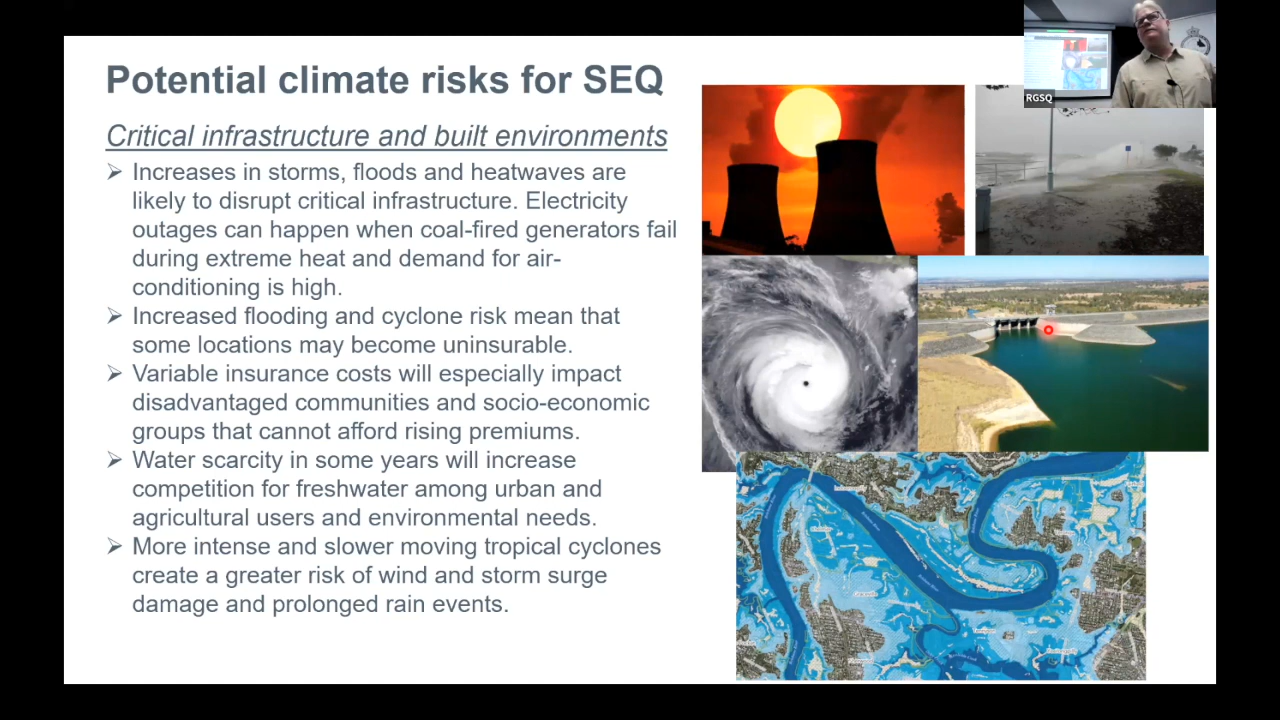 Potential climate risks for SEQ
Critical infrastructure and built environments
➢ Increases in storms, floods and heatwaves are
likely to disrupt critical infrastructure. Electricity
outages can happen when coal-fired generators fail
during extreme heat and demand for air-
conditioning is high.
➢ Increased flooding and cyclone risk mean that
some locations may become uninsurable.
➢ Variable insurance costs will especially impact
disadvantaged communities and socio-economic
groups that cannot afford rising premiums.
➢ Water scarcity in some years will increase
competition for freshwater among urban and
agricultural users and environmental needs.
➢ More intense and slower moving tropical cyclones
create a greater risk of wind and storm surge
damage and prolonged rain events.
RGSQ